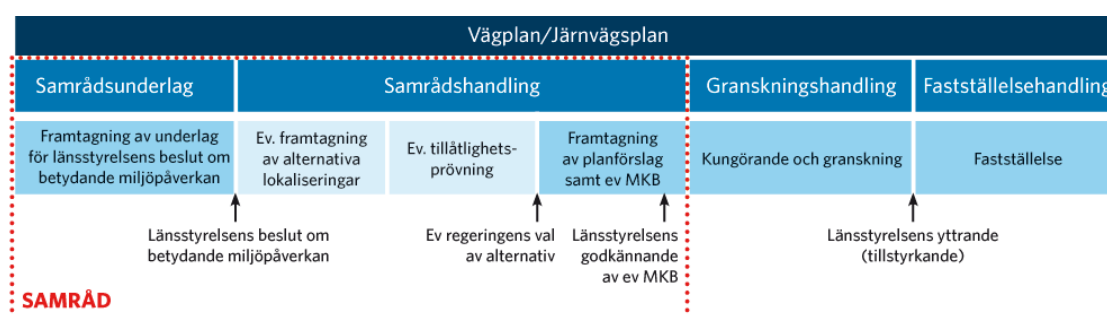 Vägplan/Järnvägsplan
Samrådsunderlag
Samrådshandling
Granskningshandling
Fastställelsehandling
Framtagning av underlag
för länsstyrelsens beslut om
betydande miljöpåverkan
Ev. framtagning
av alternativa
lokaliseringar
Ev. tillåtlighets-
prövning
Framtagning
av planförslag
samt ev MKB
Kungörande och granskning
Fastställelse
Länsstyrelsens beslut om
betydande miljöpåverkan
Ev regeringens val
av alternativ
Länsstyrelsens
godkännande
av ev MKB
Länsstyrelsens yttrande
(tillstyrkande)
SAMRÅD